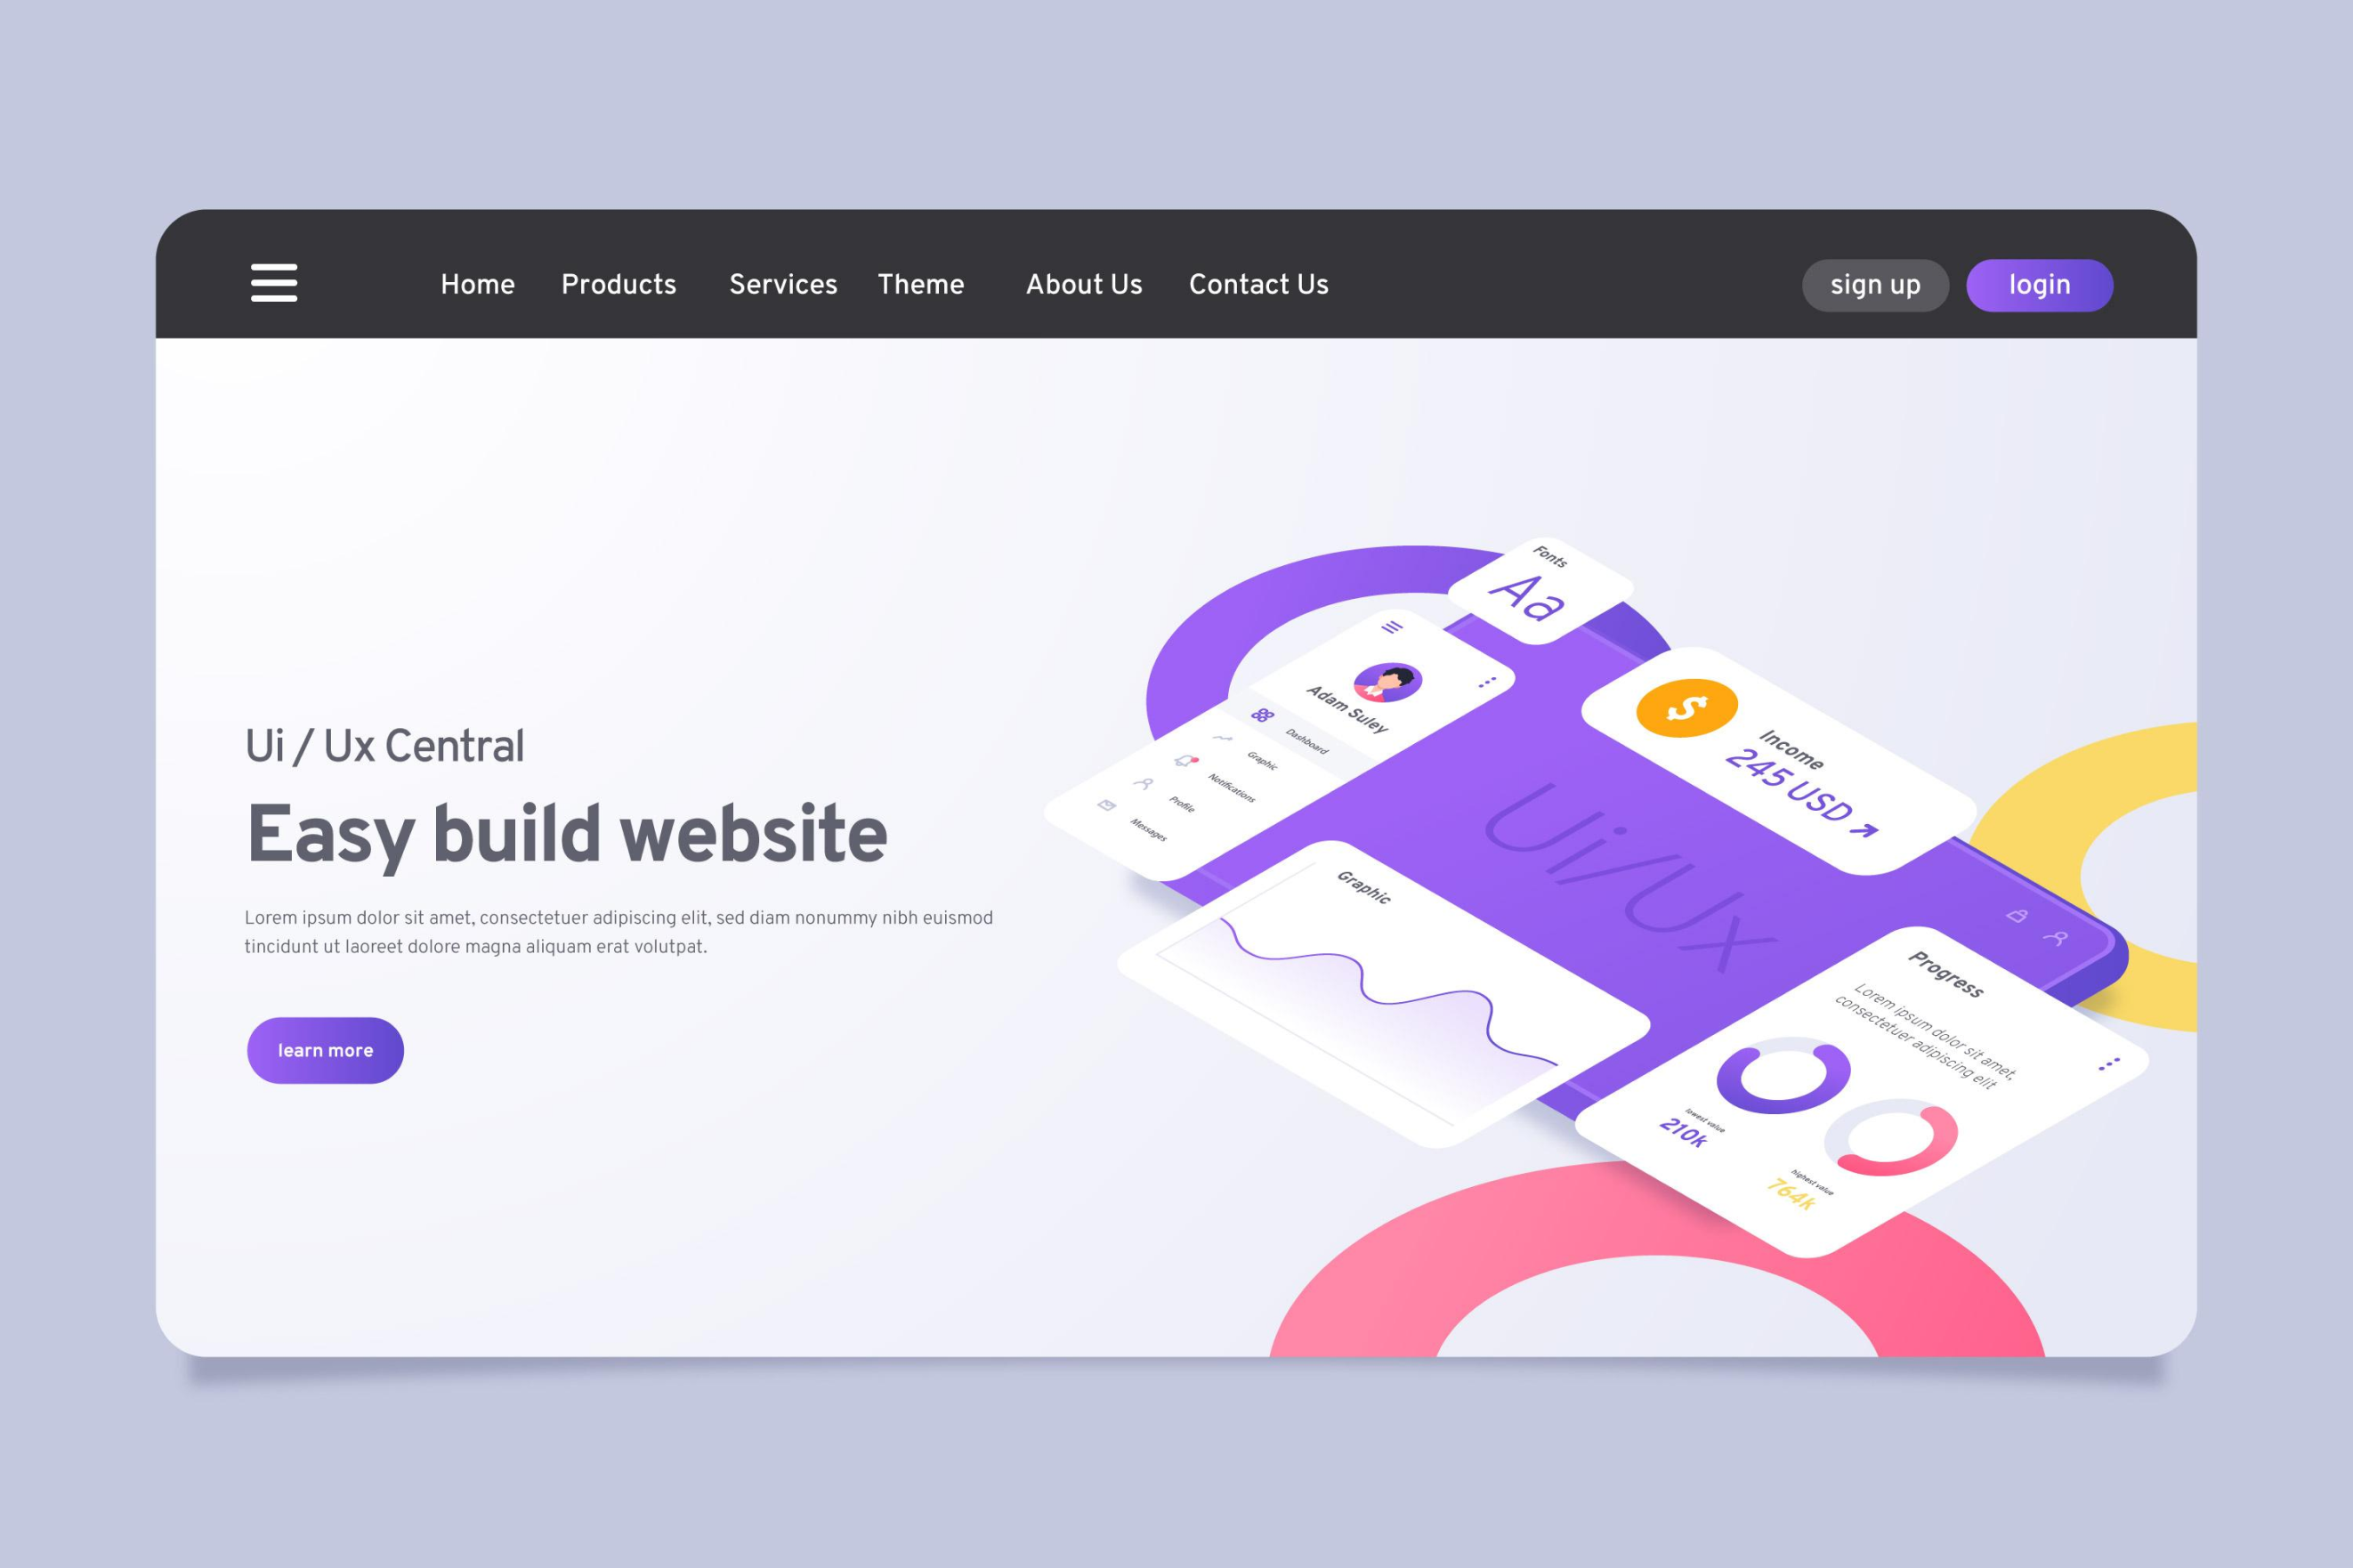 Home Products Services Theme About Us Contact Us sign up login
Ui / Ux Central
Easy build website
Lorem ipsum dolor sit amet, consectetuer adipiscing elit, sed diam nonummy nibh euismod
tincidunt ut laoreet dolore magna aliquam erat volutpat.
learn more
Fonts
Aa
Adam Suley
Dashboard
Graphic
Notifications
Profile
Messages
$
Income
245 USD
Ui/Ux
Graphic
Progress
Lorem ipsum dolor sit amet,
consectetuer adipiscing elit
lowest value
210k
highest value
764k